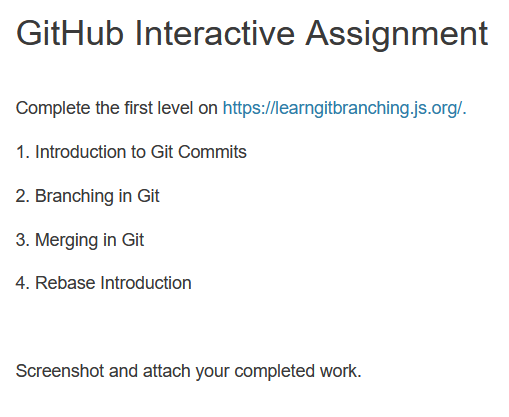 GitHub Interactive Assignment
Complete the first level on https://learngitbranching.js.org/.
1. Introduction to Git Commits
2. Branching in Git
3. Merging in Git
4. Rebase Introduction
Screenshot and attach your completed work.